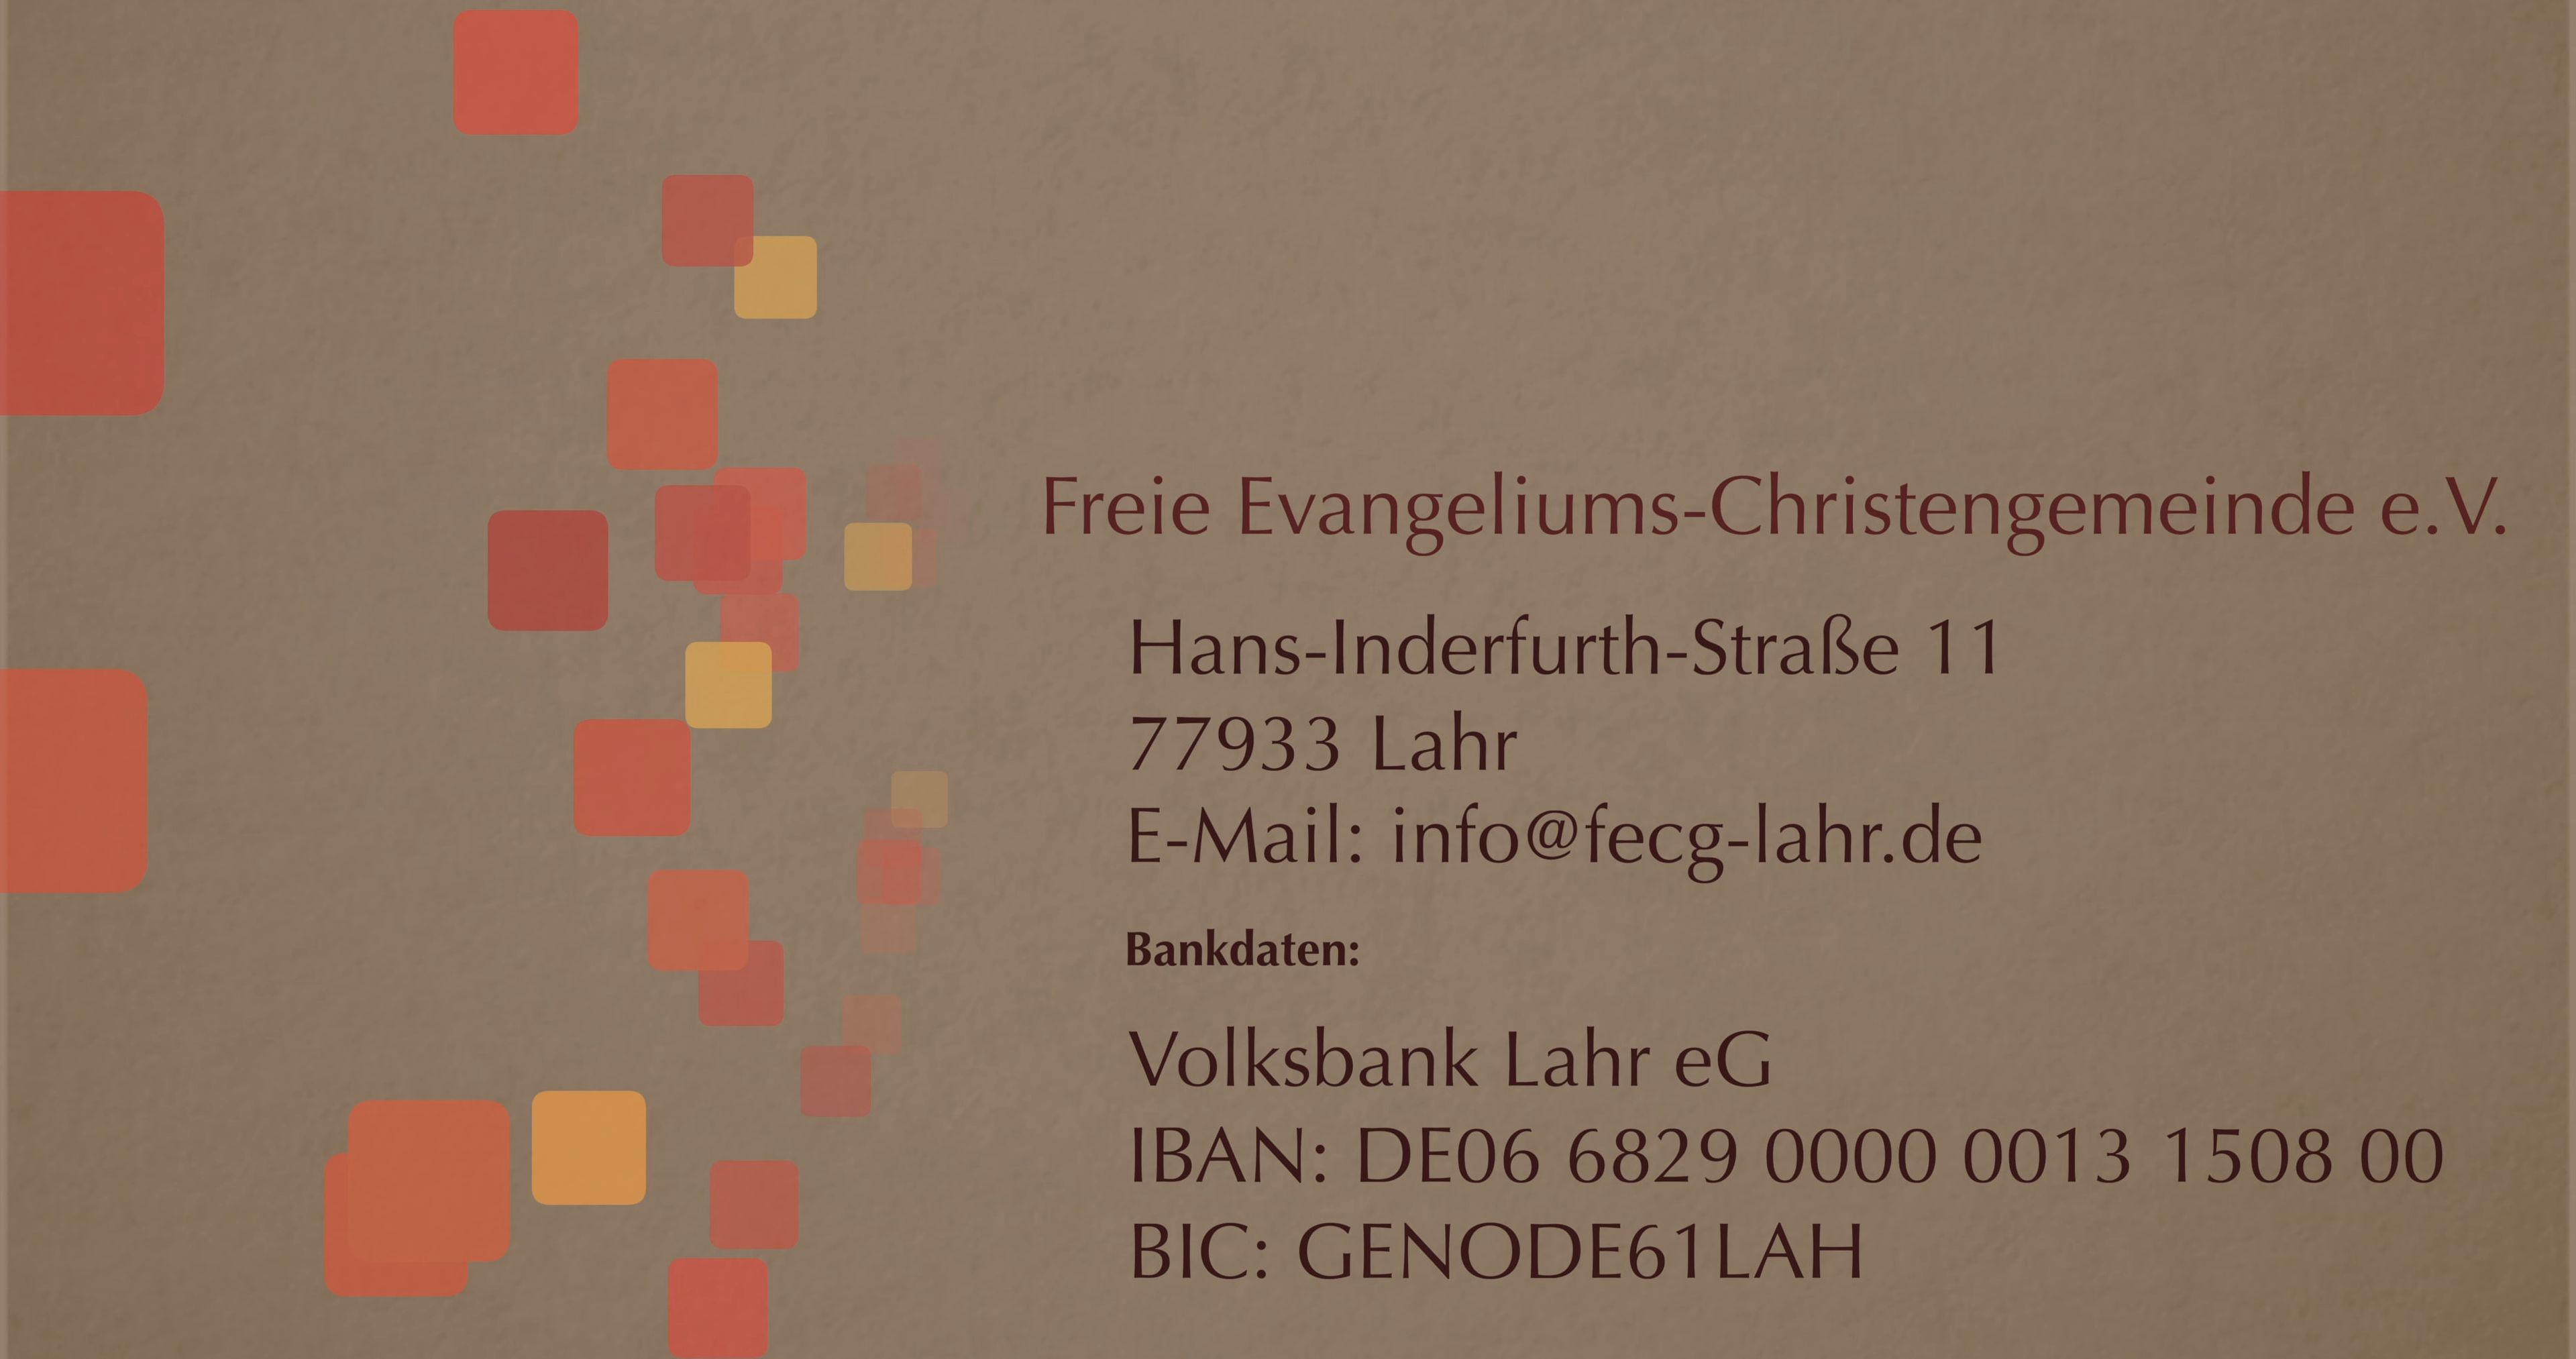 Freie Evangeliums-Christengemeinde e.V.
Hans-Inderfurth-Straße 11
77933 Lahr
E-Mail: info@fecg-lahr.de
Bankdaten:
Volksbank Lahr eG
IBAN: DE06 6829 0000 0013 1508 00
BIC: GENODE61LAH